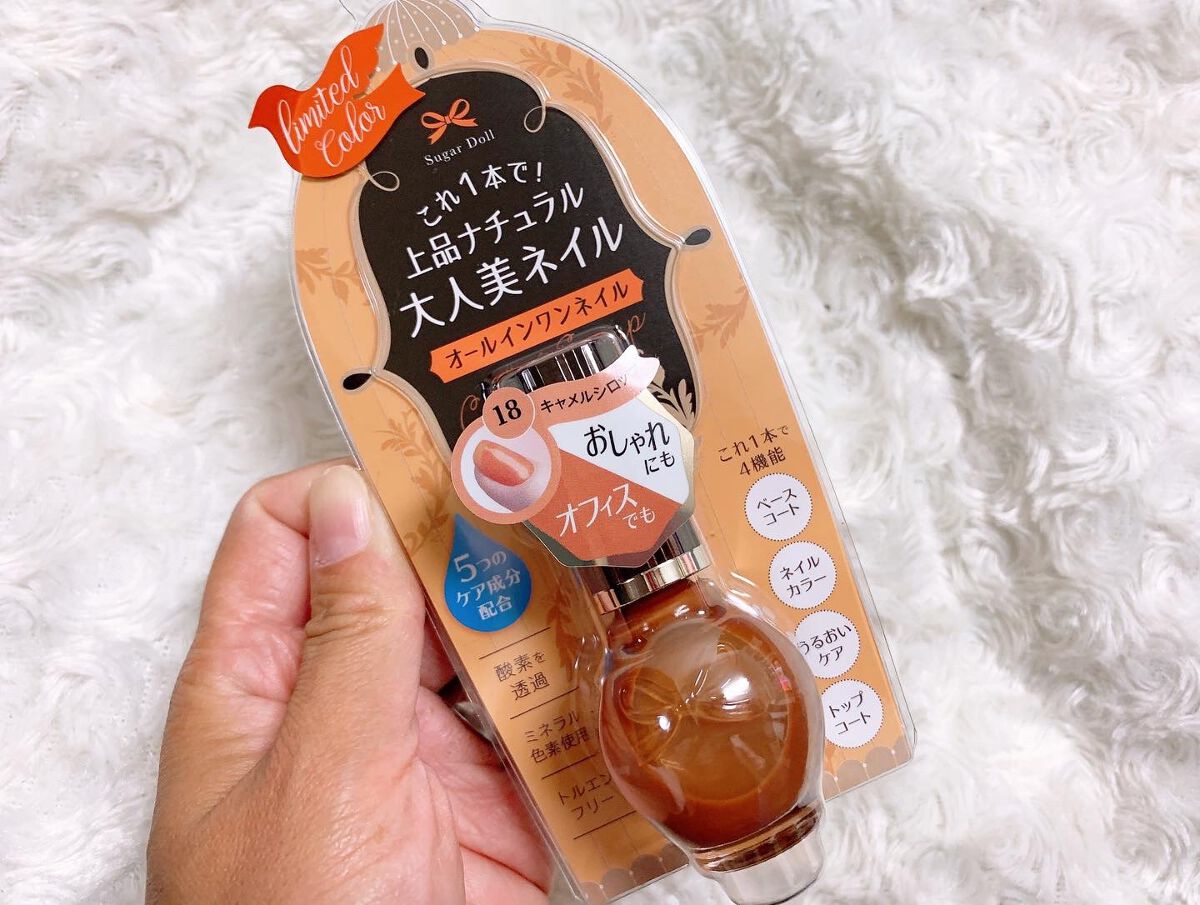 limited
Color
Sugar Doll
これ1本で!
上品ナチュラル
大人美ネイル
オールインワンネイル
18
キャメルシロッ
おしゃれ
にも
オフィス
でも
これ1本で
4機能
ベース
コート
ネイル
カラー
うるおい
ケア
トップ
コート
5つの
ケア成分
配合
酸素を
透過
ミネラル
色素使用
トルエン
フリー